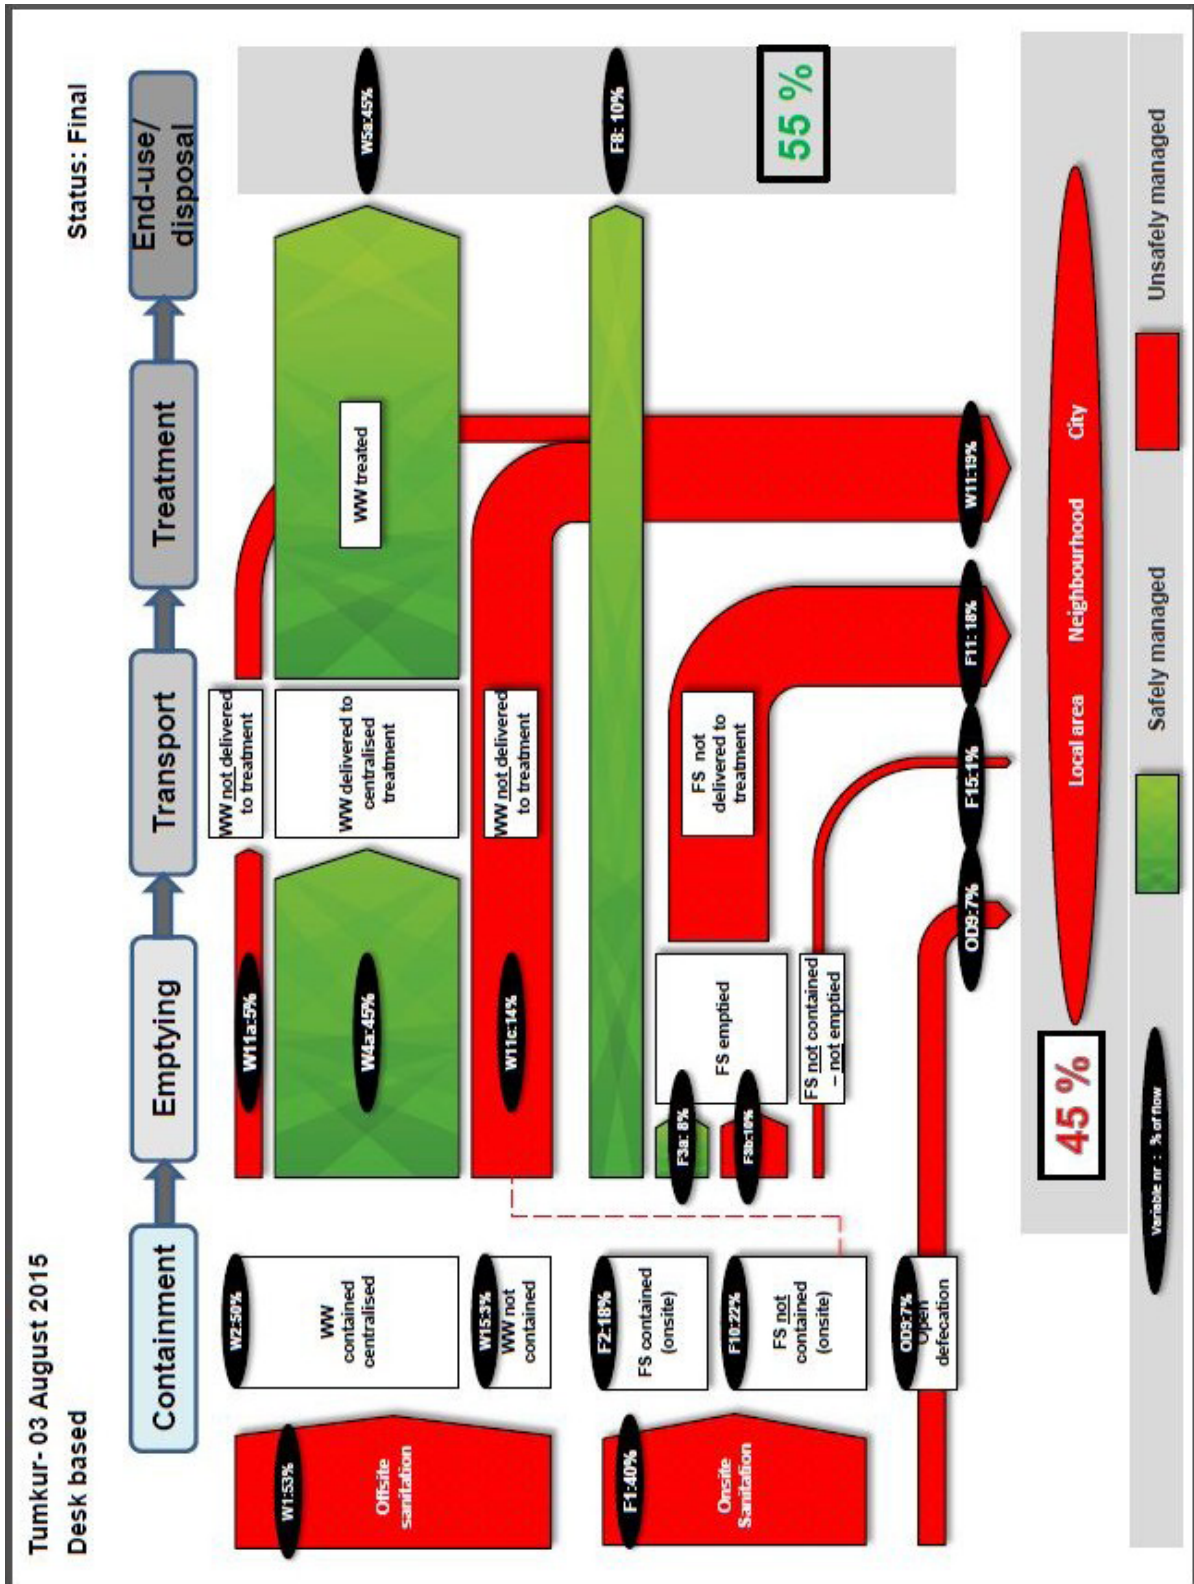 Tumkur- 03 August 2015
Desk based
Status: Final
Containment
Emptying
Transport
Treatment
End-use/
disposal
W1:53%
Offsite
sanitation
W2:50%
WW
contained
centralised
W15:3%
WW not
contained
W11a:5%
W4a:45%
W11c:14%
WW not delivered
to treatment
WW delivered to
centralised
treatment
WW not delivered
to treatment
WW treated
W5a:45%
F8: 10%
55 %
F1:40%
Onsite
Sanitation
F2:18%
FS contained
(onsite)
F10:22%
FS not
contained
(onsite)
F3a: 8%
F3b:10%
FS emptied
FS not
delivered to
treatment
FS not contained
– not emptied
OD9:7%
Open
defecation
OD9:7%
F15:1%
F11: 18%
W11:19%
45 %
Local area
Neighbourhood
City
Variable nr : % of flow
Safely managed
Unsafely managed